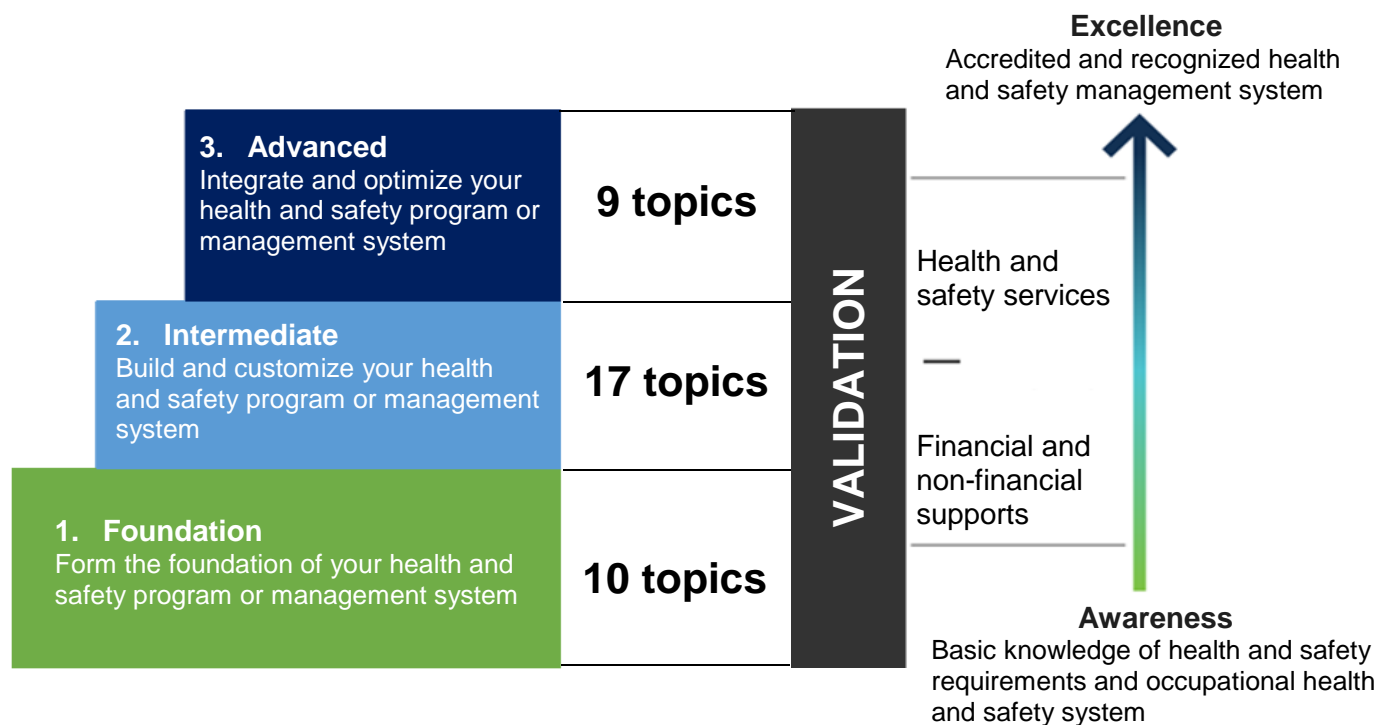 Excellence
Accredited and recognized health
and safety management system
3. Advanced
Integrate and optimize your
health and safety program or
management system
9 topics
2. Intermediate
Build and customize your health
and safety program or management
system
17 topics
1. Foundation
Form the foundation of your health and
safety program or management system
10 topics
VALIDATION
Health and
safety services
—
Financial and
non-financial
supports
Awareness
Basic knowledge of health and safety
requirements and occupational health
and safety system